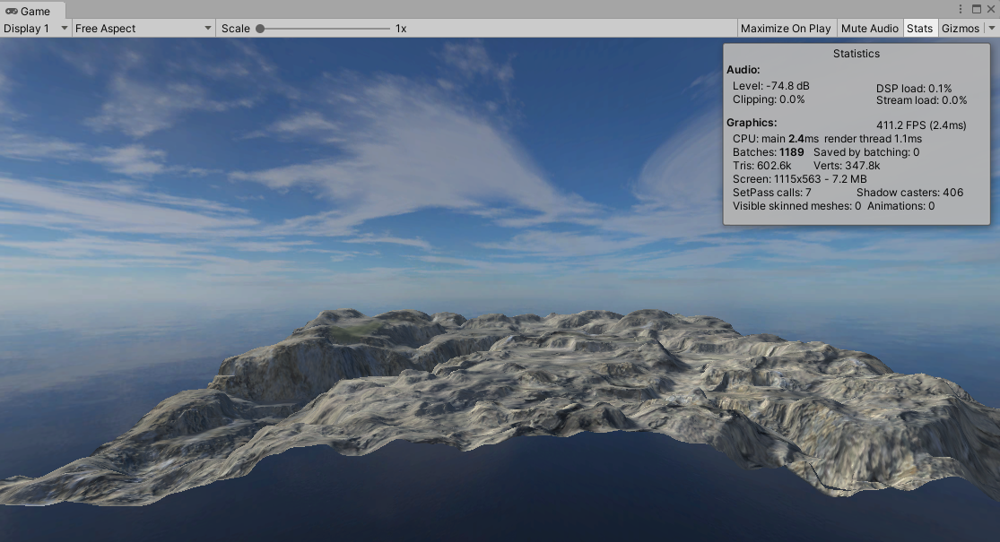 Game
Display 1 Free Aspect Scale 1x Maximize On Play Mute Audio Stats Gizmos
Statistics
Audio:
Level: -74.8 dB DSP load: 0.1%
Clipping: 0.0% Stream load: 0.0%
Graphics: 411.2 FPS (2.4ms)
CPU: main 2.4ms render thread 1.1ms
Batches: 1189 Saved by batching: 0
Tris: 602.6k Verts: 347.8k
Screen: 1115x563 - 7.2 MB
SetPass calls: 7 Shadow casters: 406
Visible skinned meshes: 0 Animations: 0